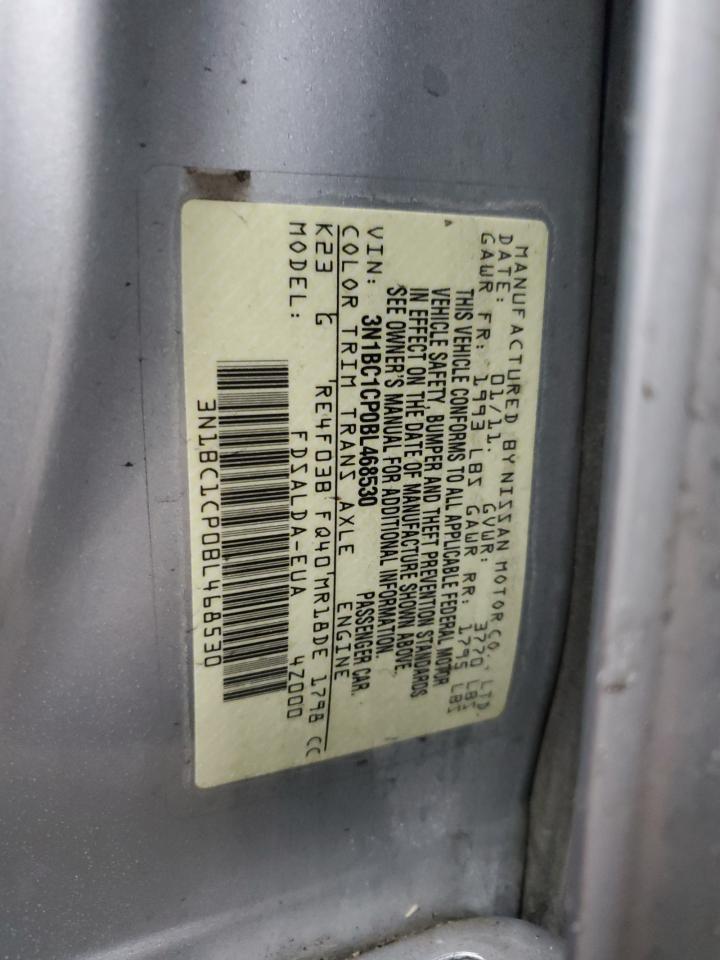 MANUFACTURED BY NISSAN MOTOR CO., LTD.
DATE: 01/11. GVWR: 3770 LBS
GAWR FR: 1993 LBS GAWR RR: 1795 LBS
THIS VEHICLE CONFORMS TO ALL APPLICABLE FEDERAL MOTOR
VEHICLE SAFETY, BUMPER AND THEFT PREVENTION STANDARDS
IN EFFECT ON THE DATE OF MANUFACTURE SHOWN ABOVE.
SEE OWNER'S MANUAL FOR ADDITIONAL INFORMATION.
VIN: 3N1BC1CP0BL468530 PASSENGER CAR.
COLOR TRIM TRANS AXLE ENGINE
K23 G RE4F03B FQ40 MR18DE 1798 CC
MODEL: FDSALDA-EUA 4Z000
3N1BC1CP0BL468530